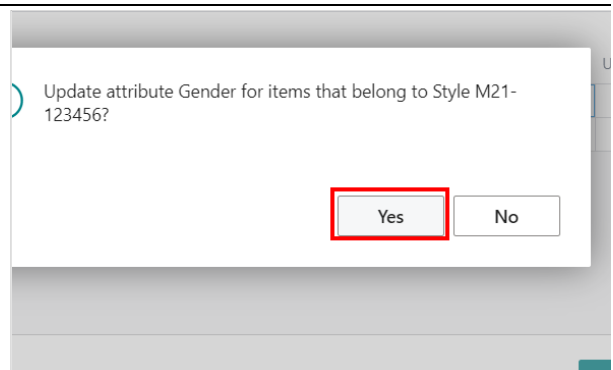 U
Update attribute Gender for items that belong to Style M21-
123456?
Yes No